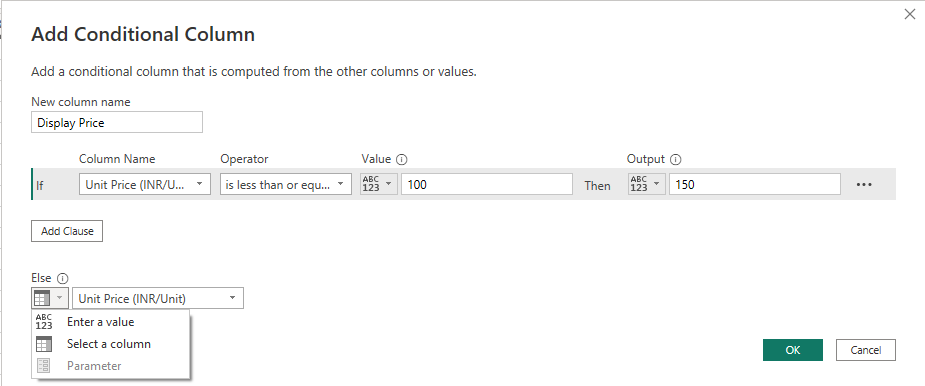 Add Conditional Column
Add a conditional column that is computed from the other columns or values.
New column name
Display Price
Column Name Operator Value Output
If Unit Price (INR/U... is less than or equ... ABC 123 100 Then ABC 123 150 ...
Add Clause
Else
Unit Price (INR/Unit)
ABC 123 Enter a value
Select a column
Parameter
OK Cancel